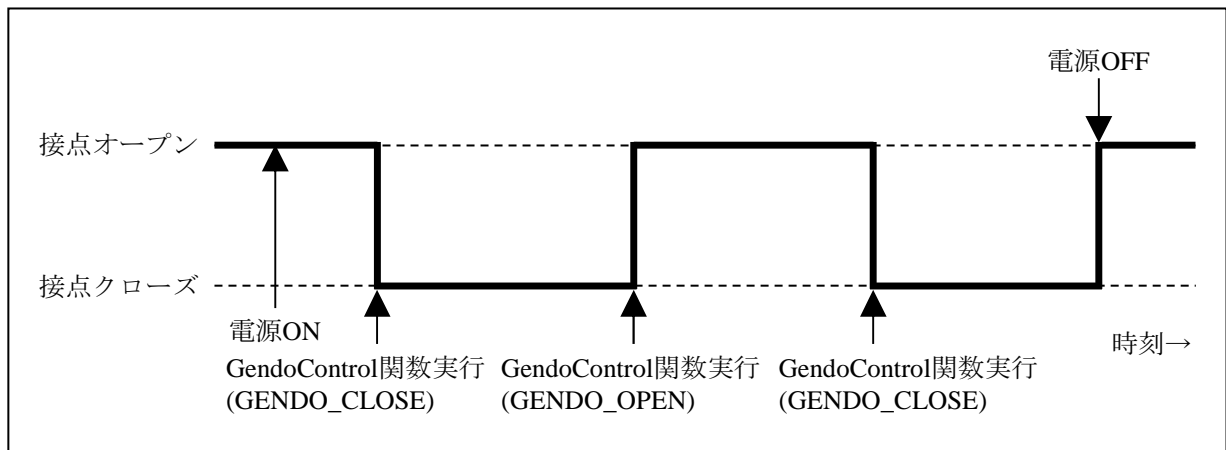 電源OFF
接点オープン
接点クローズ
電源ON
時刻→
GendoControl関数実行
(GENDO_CLOSE)
GendoControl関数実行
(GENDO_OPEN)
GendoControl関数実行
(GENDO_CLOSE)